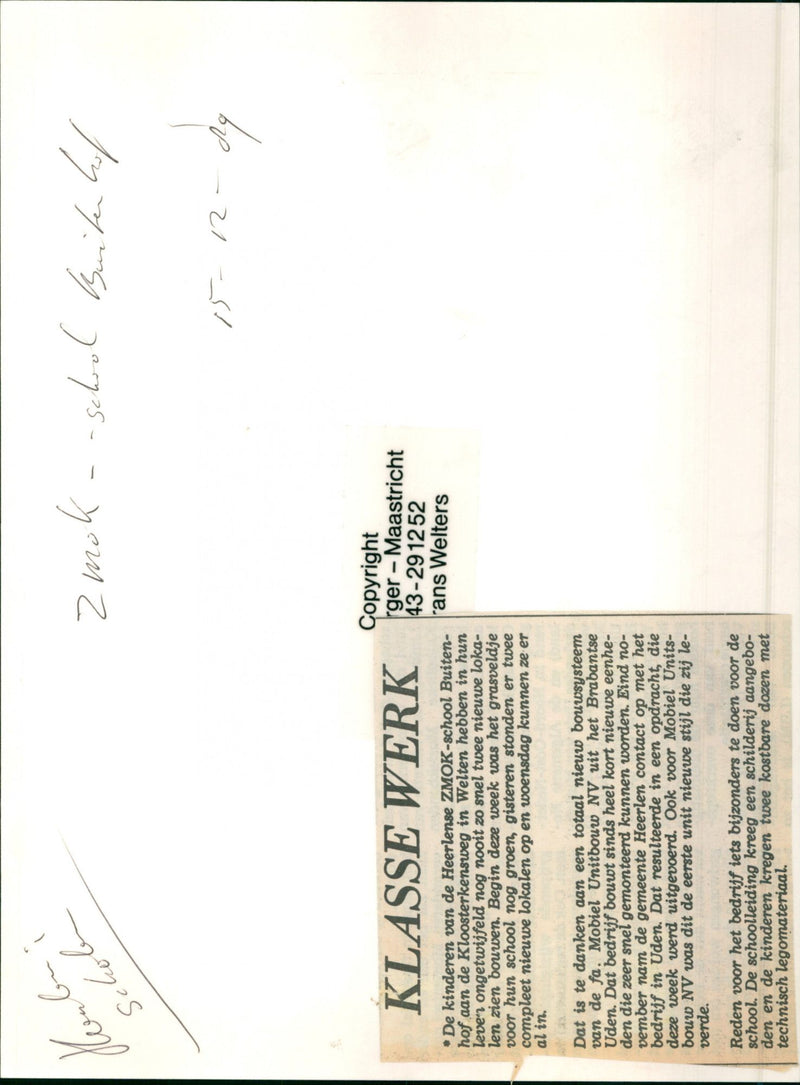 ZMOK - - school Buitenhof
15-12-89
Copyright
rger – Maastricht
43-291252
rans Welters
KLASSE WERK
* De kinderen van de Heerlense ZMOK-school Buiten-
hof aan de Kloosterkensweg in Welten hebben in hun
leven ongetwijfeld nog nooit zo snel twee nieuwe loka-
len zien bouwen. Begin deze week was het grasveldje
voor hun school nog groen, gisteren stonden er twee
compleet nieuwe lokalen op en woensdag kunnen ze er
al in.
Dat is te danken aan een totaal nieuw bouwsysteem
van de fa. Mobiel Unitbouw NV uit het Brabantse
Uden. Dat bedrijf bouwt sinds heel kort nieuwe eenhe-
den die zeer snel gemonteerd kunnen worden. Eind no-
vember nam de gemeente Heerlen contact op met het
bedrijf in Uden. Dat resulteerde in een opdracht, die
deze week werd uitgevoerd. Ook voor Mobiel Units-
bouw NV was dit de eerste unit nieuwe stijl die zij le-
verde.
Reden voor het bedrijf iets bijzonders te doen voor de
school. De schoolleiding kreeg een schilderij aangebo-
den en de kinderen kregen twee kostbare dozen met
technisch legomateriaal.